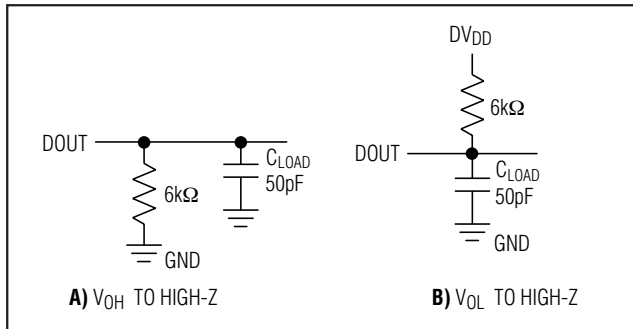 DOUT
6kΩ
C_LOAD
50pF
GND
A) V_OH TO HIGH-Z
DV_DD
6kΩ
DOUT
C_LOAD
50pF
GND
B) V_OL TO HIGH-Z